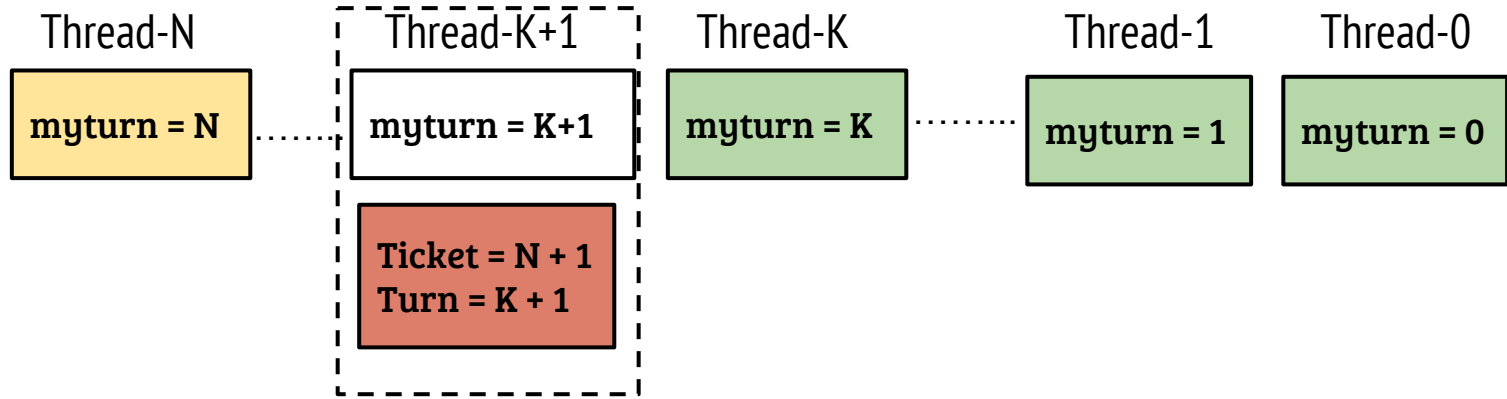 Thread-N
Thread-K+1
Thread-K
Thread-1
Thread-0
myturn = N
myturn = K+1
myturn = K
myturn = 1
myturn = 0
Ticket = N + 1
Turn = K + 1